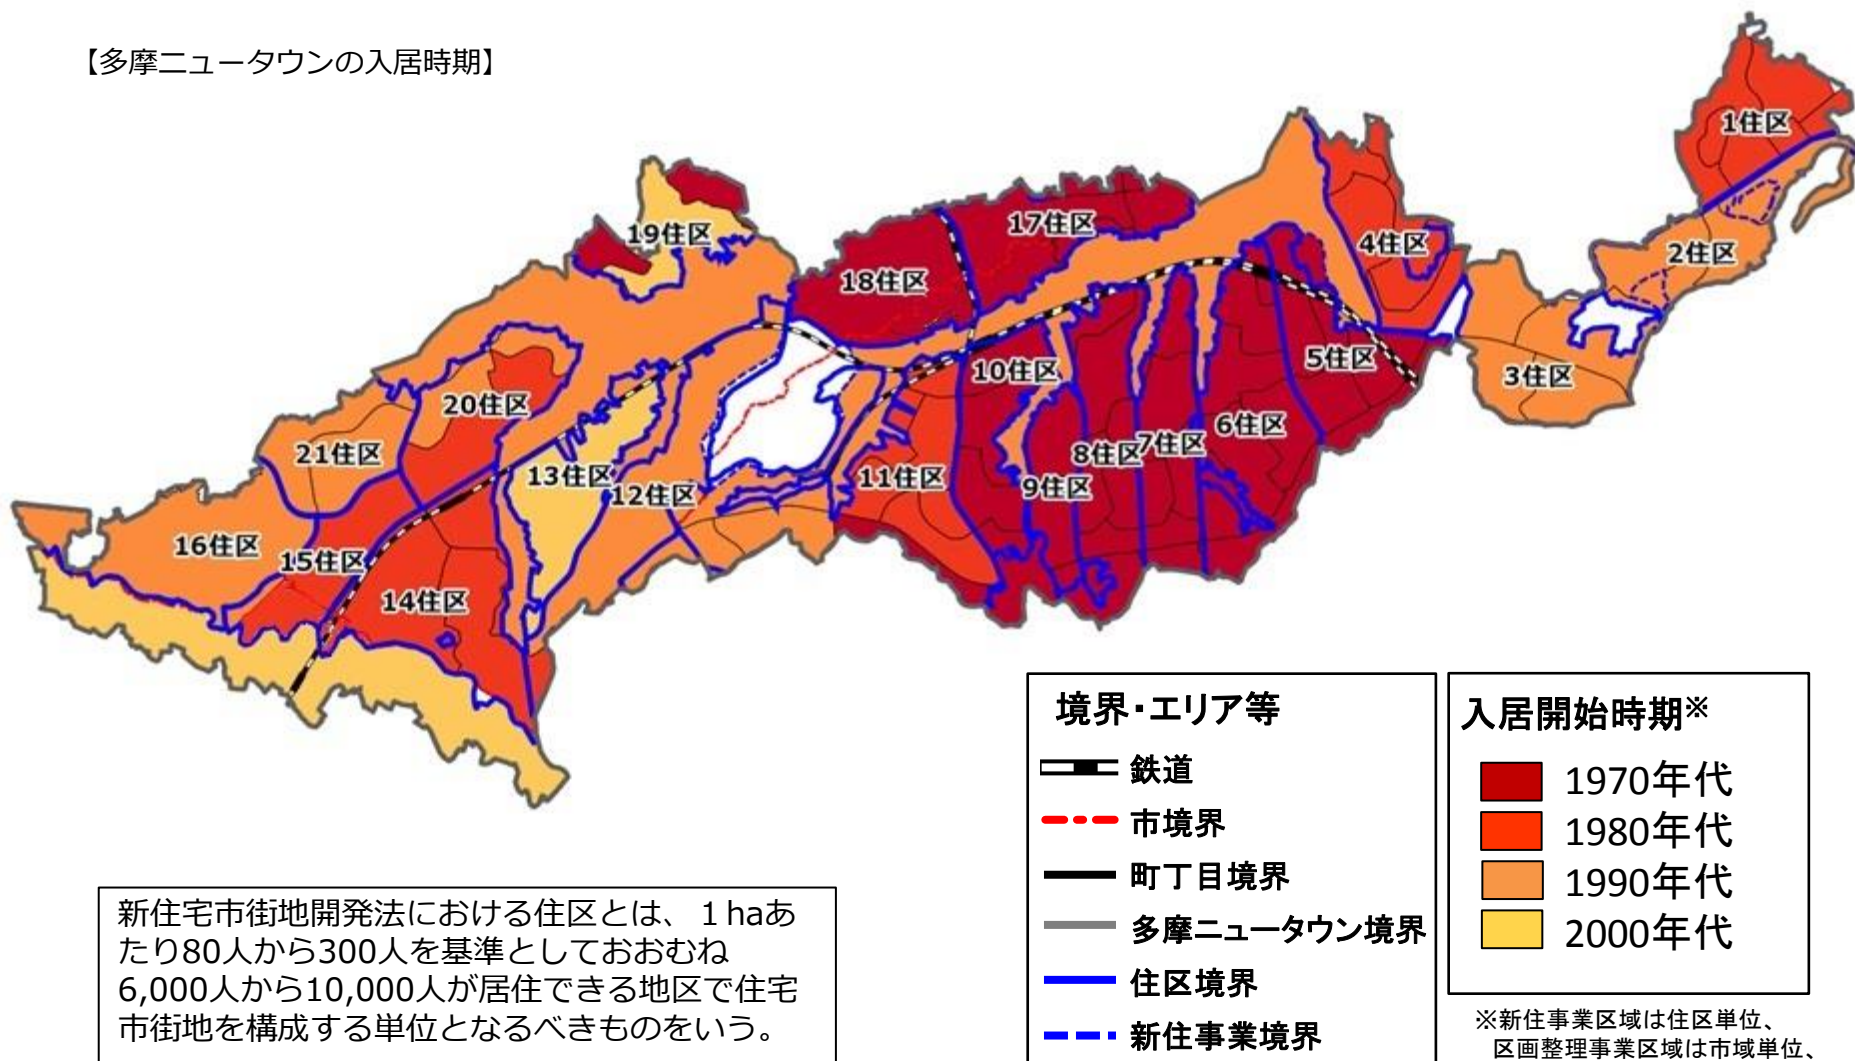 【多摩ニュータウンの入居時期】
1住区
19住区
17住区
4住区
2住区
18住区
5住区
10住区
3住区
20住区
6住区
21住区
8住区
7住区
13住区
11住区
9住区
12住区
16住区
15住区
14住区
境界・エリア等
鉄道
市境界
町丁目境界
多摩ニュータウン境界
住区境界
新住事業境界
入居開始時期※
1970年代
1980年代
1990年代
2000年代
※新住事業区域は住区単位、
区画整理事業区域は市域単位、
新住宅市街地開発法における住区とは、１haあ
たり80人から300人を基準としておおむね
6,000人から10,000人が居住できる地区で住宅
市街地を構成する単位となるべきものをいう。